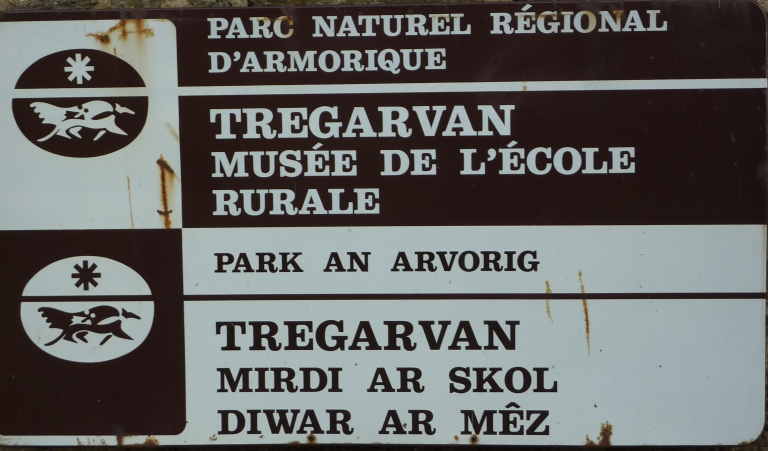 PARC NATUREL RÉGIONAL
D'ARMORIQUE
TREGARVAN
MUSÉE DE L'ÉCOLE
RURALE
PARK AN ARVORIG
TREGARVAN
MIRDI AR SKOL
DIWAR AR MÊZ